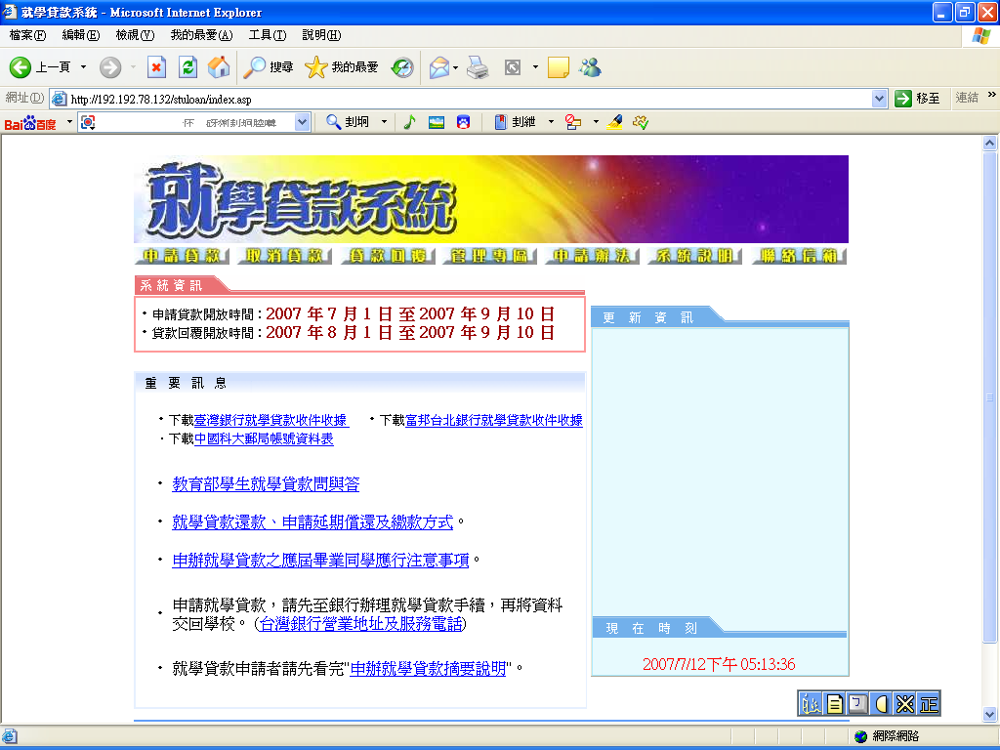 就學貸款系統 - Microsoft Internet Explorer
檔案(F) 編輯(E) 檢視(V) 我的最愛(A) 工具(T) 說明(H)
上一頁 搜尋 我的最愛
網址(D) http://192.192.78.132/stuloan/index.asp 移至 連結 »
Bai百度
就學貸款系統
申請貸款 取消貸款 貸款回覆 管理專區 申請辦法 系統說明 聯絡信箱
系統資訊
・申請貸款開放時間：2007 年 7 月 1 日 至 2007 年 9 月 10 日
・貸款回覆開放時間：2007 年 8 月 1 日 至 2007 年 9 月 10 日
重 要 訊 息
・下載臺灣銀行就學貸款收件收據 ・下載富邦台北銀行就學貸款收件收據
・下載中國科大郵局帳號資料表
・ 教育部學生就學貸款問與答
・ 就學貸款還款、申請延期償還及繳款方式。
・ 申辦就學貸款之應屆畢業同學應行注意事項。
・ 申請就學貸款，請先至銀行辦理就學貸款手續，再將資料
交回學校。(台灣銀行營業地址及服務電話)
・ 就學貸款申請者請先看完"申辦就學貸款摘要說明"。
更 新 資 訊
現 在 時 刻
2007/7/12下午 05:13:36
正
網際網路